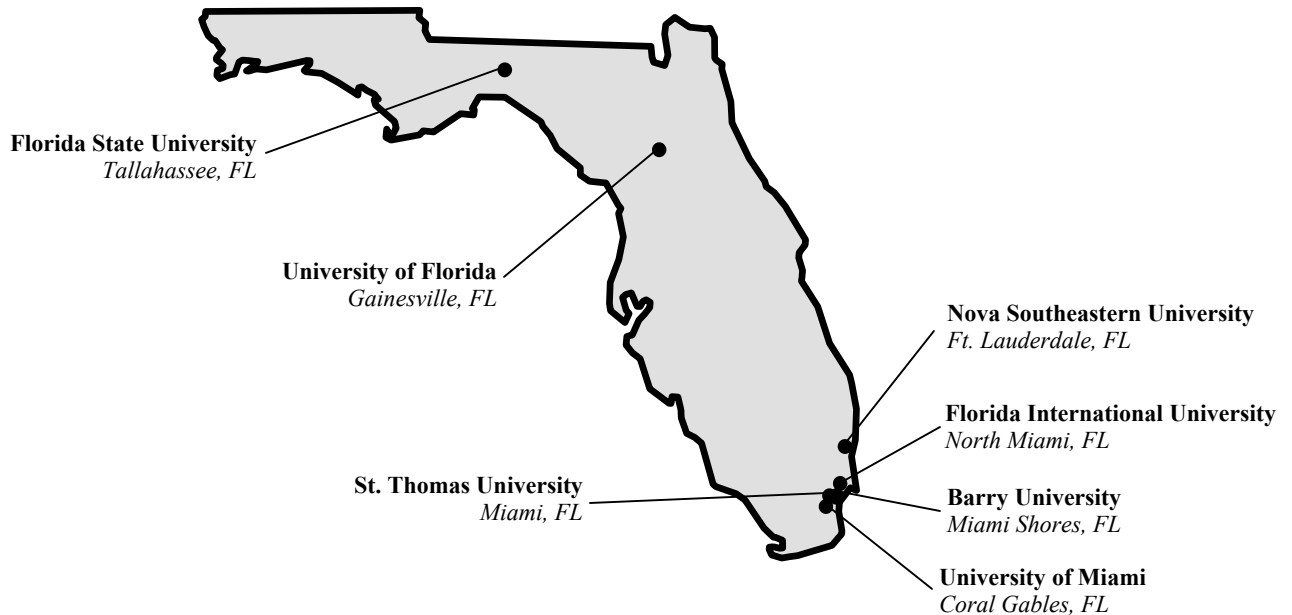 Florida State University
Tallahassee, FL
University of Florida
Gainesville, FL
Nova Southeastern University
Ft. Lauderdale, FL
Florida International University
North Miami, FL
St. Thomas University
Miami, FL
Barry University
Miami Shores, FL
University of Miami
Coral Gables, FL